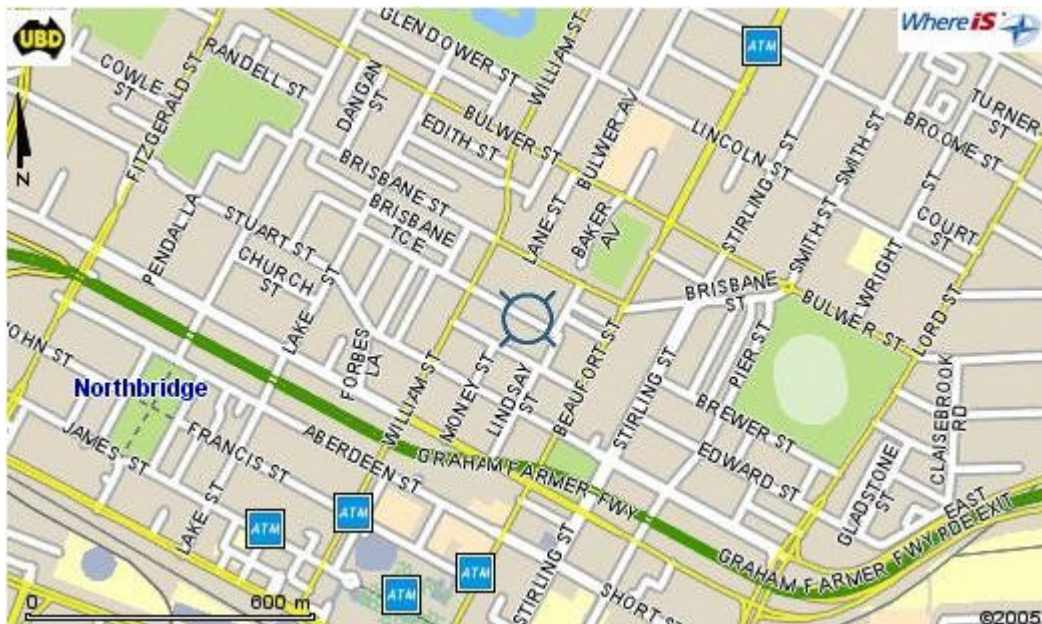 UBD
WhereiS
GLENDOWER ST
WILLIAM ST
ATM
FITZGERALD ST
RANDELL ST
COWLE ST
DANGAN ST
EDITH ST
BULWER ST
BULWER AV
LINCOLN ST
STIRLING ST
SMITH ST
BROOME ST
TURNER ST
BRISBANE ST
BRISBANE TCE
LANE ST
BAKER AV
COURT ST
WRIGHT ST
SMITH ST
PENDAL LA
STUART ST
CHURCH ST
LAKE ST
BRISBANE ST
BULWER ST
LORD ST
FORBES LA
WILLIAM ST
MONEY ST
LINDSAY ST
BEAUFORT ST
STIRLING ST
PIER ST
BREWER ST
CLAISEBROOK RD
JOHN ST
Northbridge
JAMES ST
FRANCIS ST
ABERDEEN ST
GRAHAM FARMER FWY
EDWARD ST
GLADSTONE ST
EAST PDE EXIT
GRAHAM FARMER FWY
LAKE ST
ATM
ATM
ATM
ATM
STIRLING ST
SHORT ST
N
0 600 m
©2005